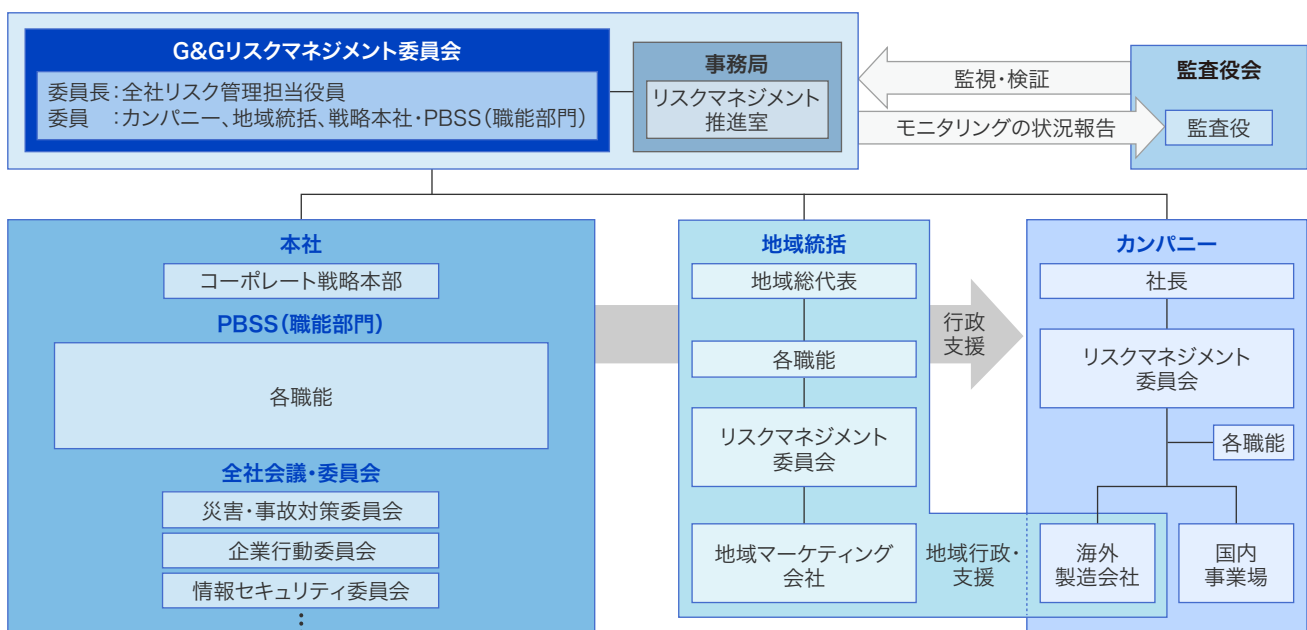 G&Gリスクマネジメント委員会
委員長：全社リスク管理担当役員
委員　：カンパニー、地域統括、戦略本社・PBSS（職能部門）
事務局
リスクマネジメント
推進室
監視・検証
モニタリングの状況報告
監査役会
監査役
本社
コーポレート戦略本部
PBSS（職能部門）
各職能
全社会議・委員会
災害・事故対策委員会
企業行動委員会
情報セキュリティ委員会
：
地域統括
地域総代表
各職能
リスクマネジメント
委員会
地域マーケティング
会社
行政
支援
地域行政・
支援
カンパニー
社長
リスクマネジメント
委員会
各職能
海外
製造会社
国内
事業場